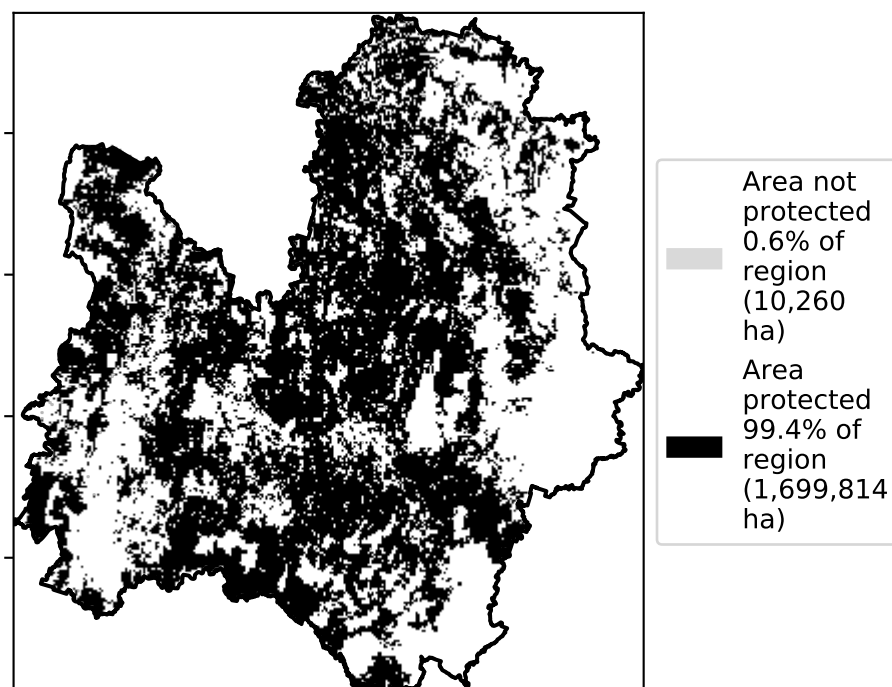 Area not
protected
0.6% of
region
(10,260
ha)
Area
protected
99.4% of
region
(1,699,814
ha)